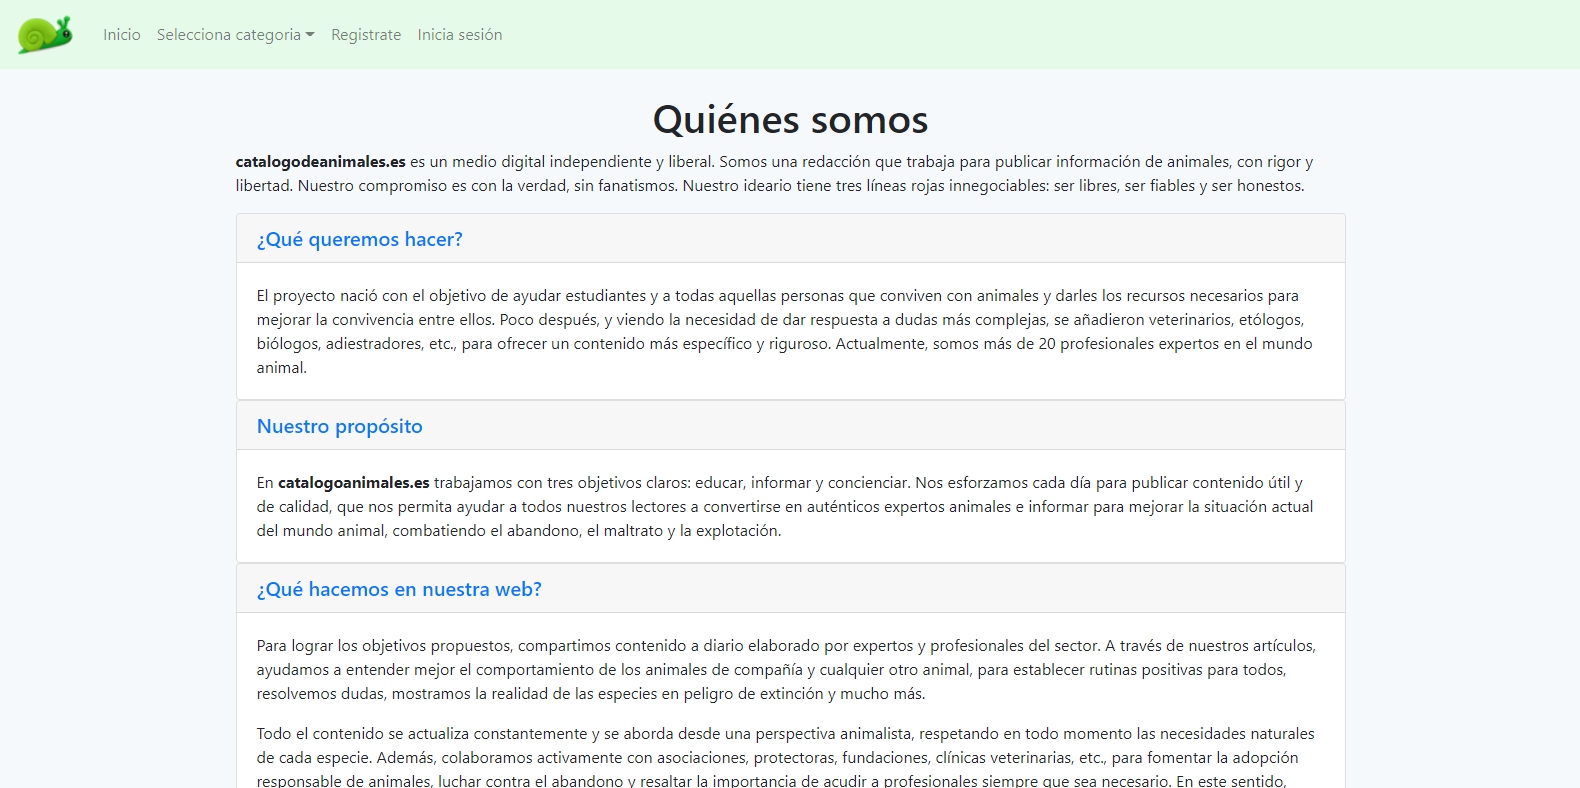 Inicio Selecciona categoria Registrate Inicia sesión
Quiénes somos
catalogodeanimales.es es un medio digital independiente y liberal. Somos una redacción que trabaja para publicar información de animales, con rigor y
libertad. Nuestro compromiso es con la verdad, sin fanatismos. Nuestro ideario tiene tres líneas rojas innegociables: ser libres, ser fiables y ser honestos.
¿Qué queremos hacer?
El proyecto nació con el objetivo de ayudar estudiantes y a todas aquellas personas que conviven con animales y darles los recursos necesarios para
mejorar la convivencia entre ellos. Poco después, y viendo la necesidad de dar respuesta a dudas más complejas, se añadieron veterinarios, etólogos,
biólogos, adiestradores, etc., para ofrecer un contenido más específico y riguroso. Actualmente, somos más de 20 profesionales expertos en el mundo
animal.
Nuestro propósito
En catalogoanimales.es trabajamos con tres objetivos claros: educar, informar y concienciar. Nos esforzamos cada día para publicar contenido útil y
de calidad, que nos permita ayudar a todos nuestros lectores a convertirse en auténticos expertos animales e informar para mejorar la situación actual
del mundo animal, combatiendo el abandono, el maltrato y la explotación.
¿Qué hacemos en nuestra web?
Para lograr los objetivos propuestos, compartimos contenido a diario elaborado por expertos y profesionales del sector. A través de nuestros artículos,
ayudamos a entender mejor el comportamiento de los animales de compañía y cualquier otro animal, para establecer rutinas positivas para todos,
resolvemos dudas, mostramos la realidad de las especies en peligro de extinción y mucho más.
Todo el contenido se actualiza constantemente y se aborda desde una perspectiva animalista, respetando en todo momento las necesidades naturales
de cada especie. Además, colaboramos activamente con asociaciones, protectoras, fundaciones, clínicas veterinarias, etc., para fomentar la adopción
responsable de animales, luchar contra el abandono y resaltar la importancia de acudir a profesionales siempre que sea necesario. En este sentido,